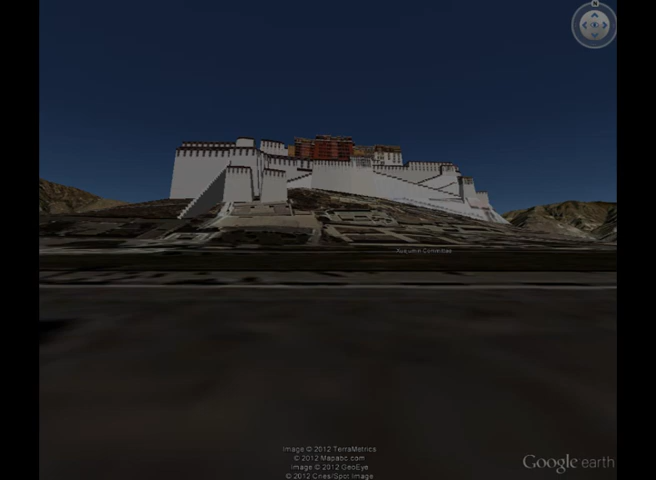 Image © 2012 TerraMetrics
© 2012 Mapabc.com
Image © 2012 GeoEye
© 2012 Cnes/Spot Image
Google earth